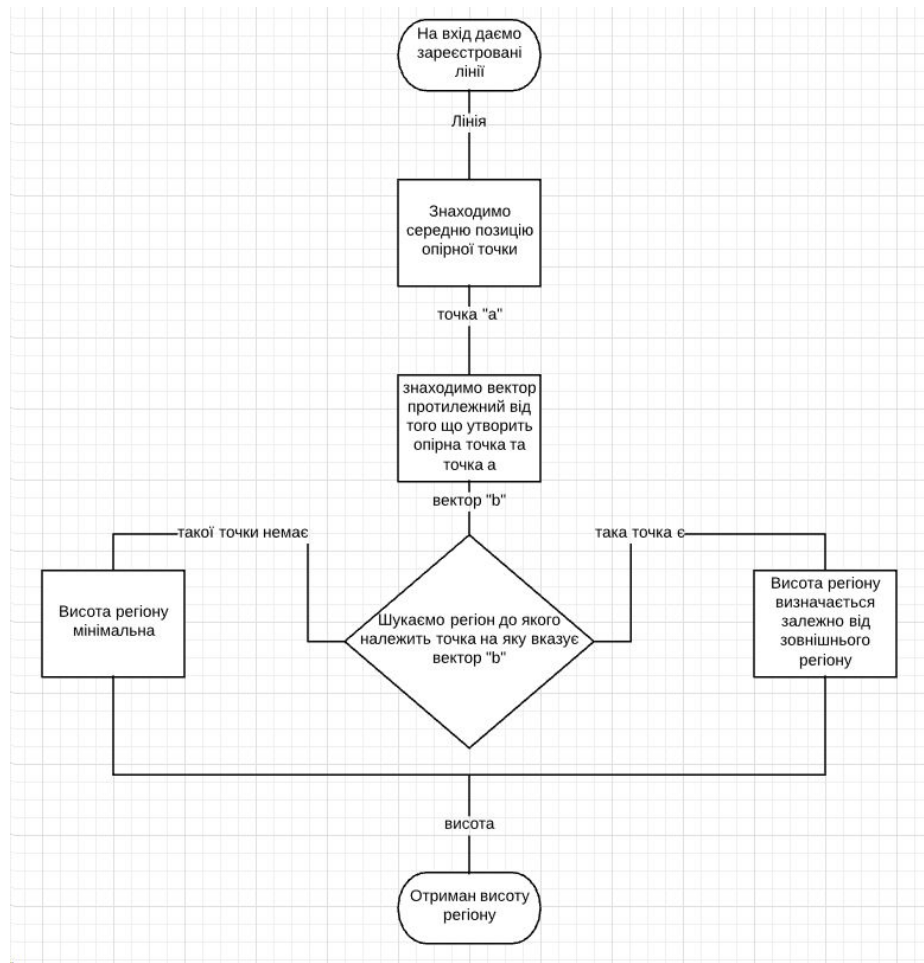 На вхід даємо
зареєстровані
лінії
Лінія
Знаходимо
середню позицію
опірної точки
точка "а"
знаходимо вектор
протилежний від
того що утворить
опірна точка та
точка а
вектор "b"
такої точки немає
така точка є
Висота регіону
мінімальна
Шукаємо регіон до якого
належить точка на яку вказує
вектор "b"
Висота регіону
визначається
залежно від
зовнішнього
регіону
висота
Отриман висоту
регіону